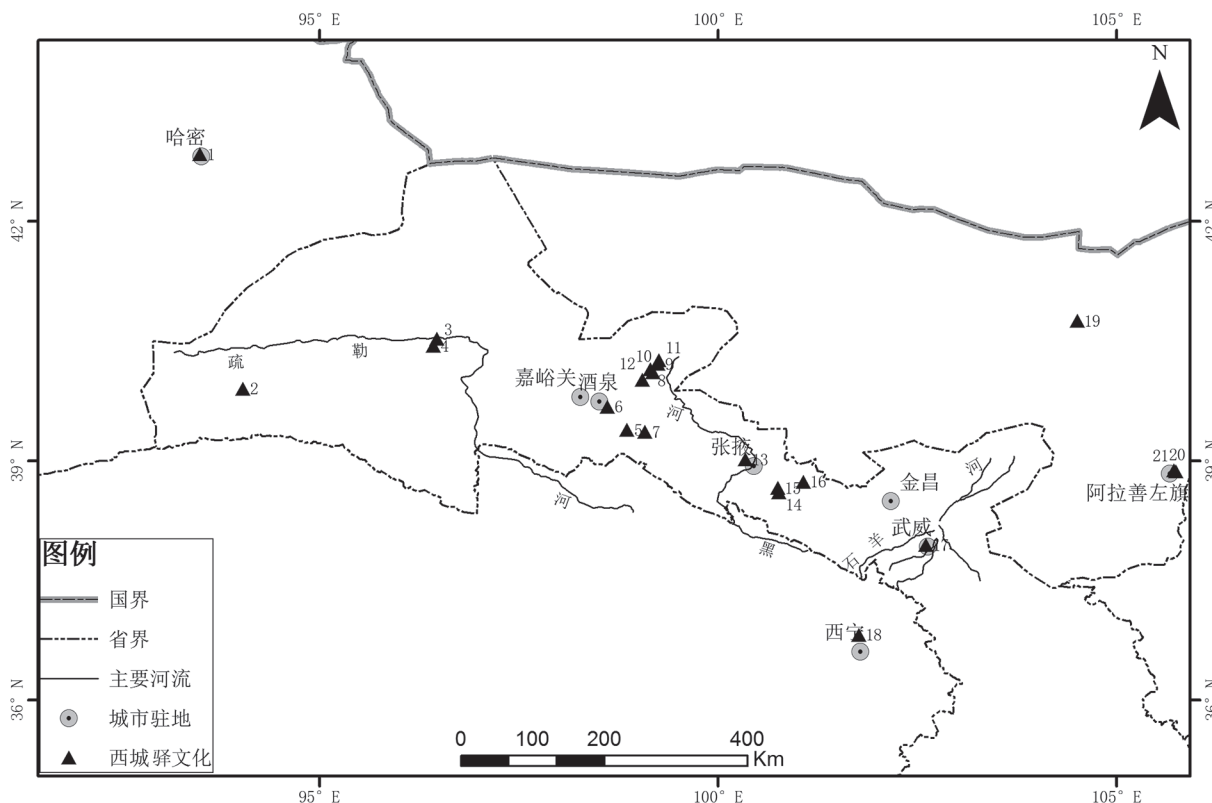 95° E
100° E
105° E
N
哈密
1
42° N
42° N
19
3
4
疏
勒
2
11
10
9
12
8
嘉峪关
酒泉
6
5
7
河
张掖
13
39° N
39° N
15
14
16
金昌
河
2120
阿拉善左旗
武威
17
羊
石
河
黑
西宁
18
36° N
36° N
图例
国界
省界
主要河流
城市驻地
西城驿文化
0 100 200 400
Km
95° E
100° E
105° E